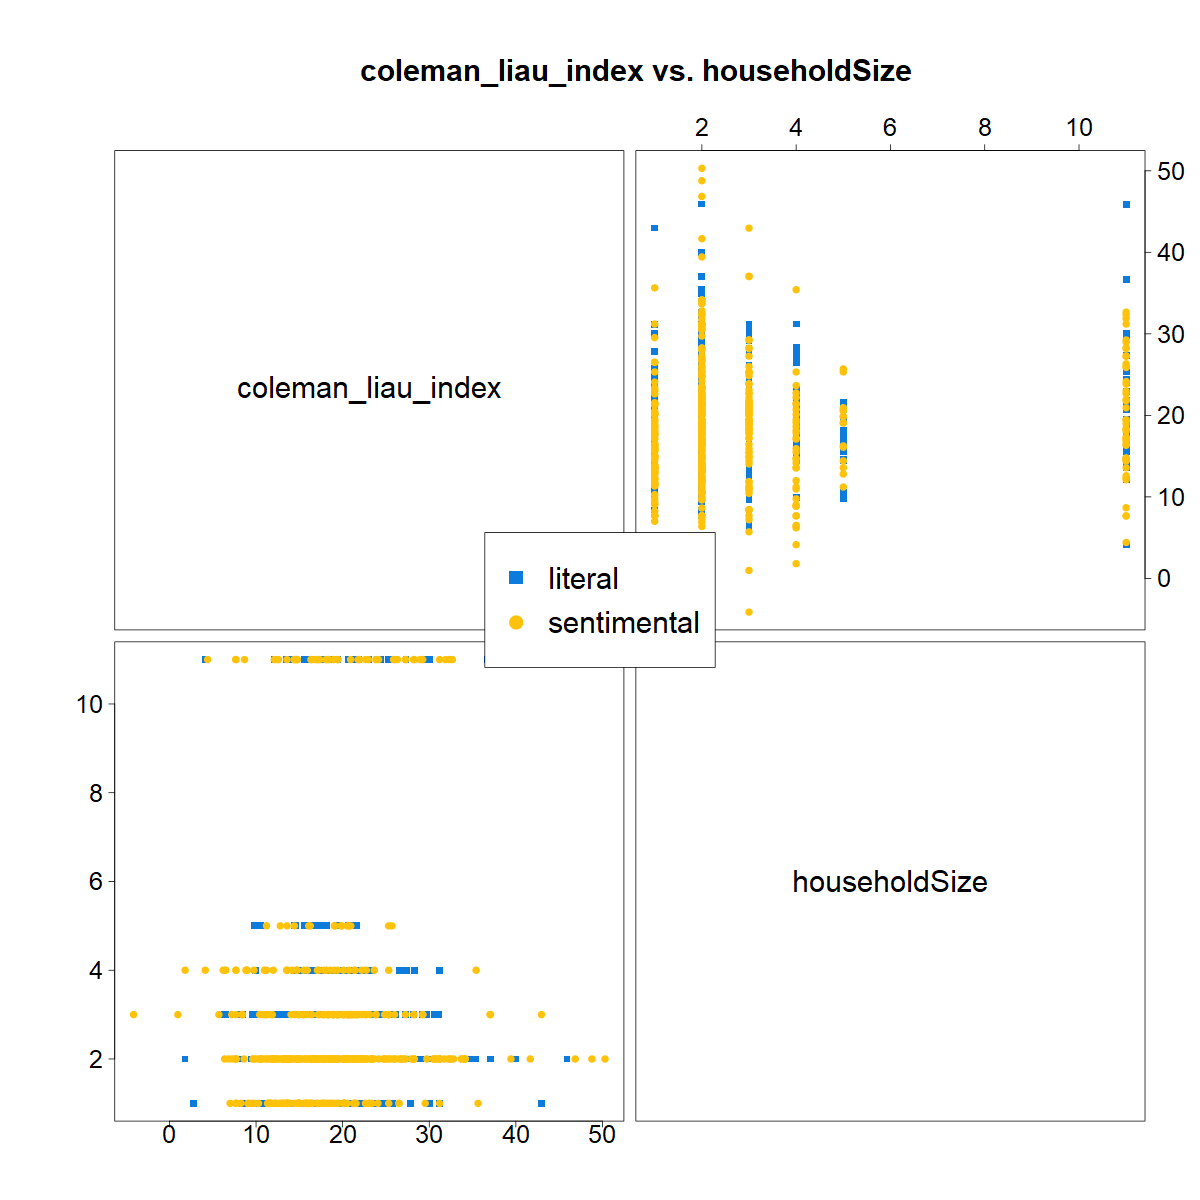 coleman_liau_index vs. householdSize
2 4 6 8 10
coleman_liau_index
50
40
30
20
10
0
literal
sentimental
10
8
6
4
2
householdSize
0 10 20 30 40 50